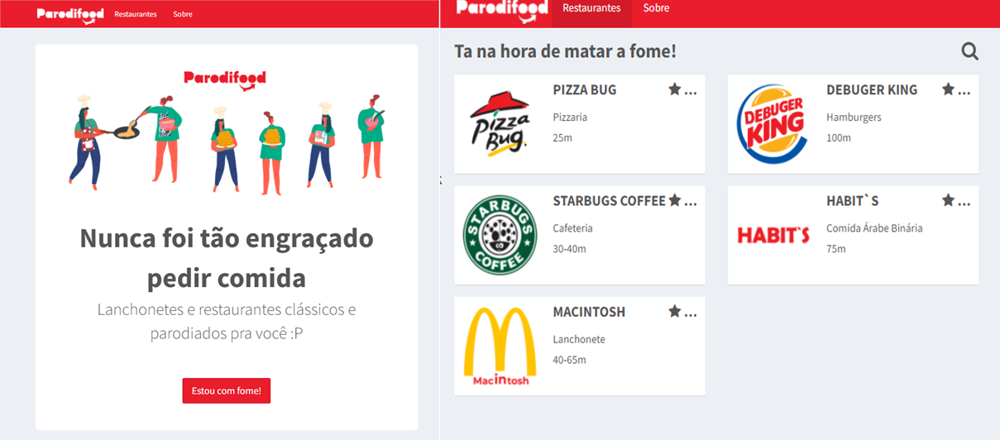 Parodifood Restaurantes Sobre
Parodifood
Nunca foi tão engraçado
pedir comida
Lanchonetes e restaurantes clássicos e
parodiados pra você :P
Estou com fome!
Parodifood Restaurantes Sobre
Ta na hora de matar a fome!
Pizza
Bug.
PIZZA BUG ...
Pizzaria
25m
DEBUGER
KING
DEBUGER KING ...
Hamburgers
100m
STARBUGS
COFFEE
STARBUGS COFFEE ...
Cafeteria
30-40m
HABIT`S
HABIT`S ...
Comida Árabe Binária
75m
Macintosh
MACINTOSH ...
Lanchonete
40-65m